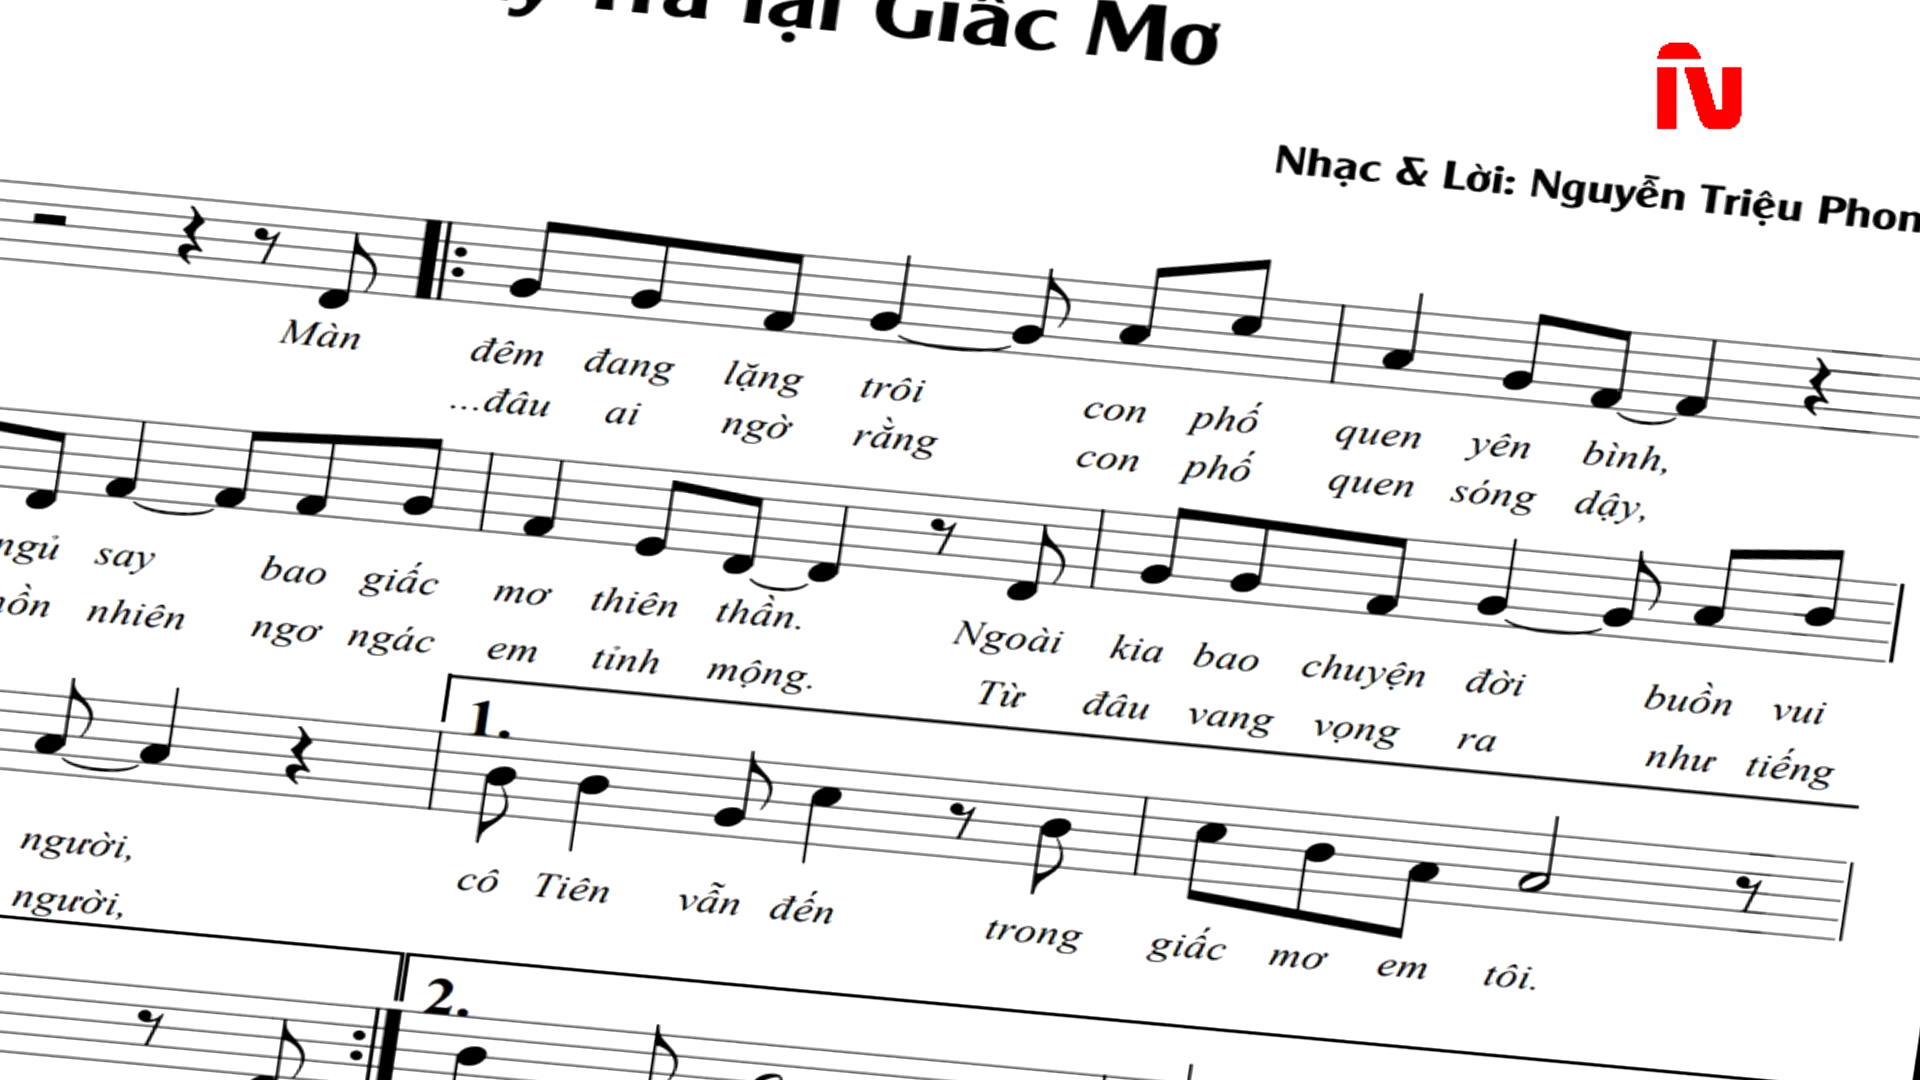 lại Giấc Mơ
Nhạc & Lời: Nguyễn Triệu Phon
Màn đêm đang lặng trôi con phố quen yên bình,
...đâu ai ngờ rằng con phố quen sóng dậy,
ngủ say bao giấc mơ thiên thần. Ngoài kia bao chuyện đời buồn vui
nhiên ngơ ngác em tỉnh mộng. Từ đâu vang vọng ra như tiếng
1.
người, cô Tiên vẫn đến trong giấc mơ em tôi.
người,
2.